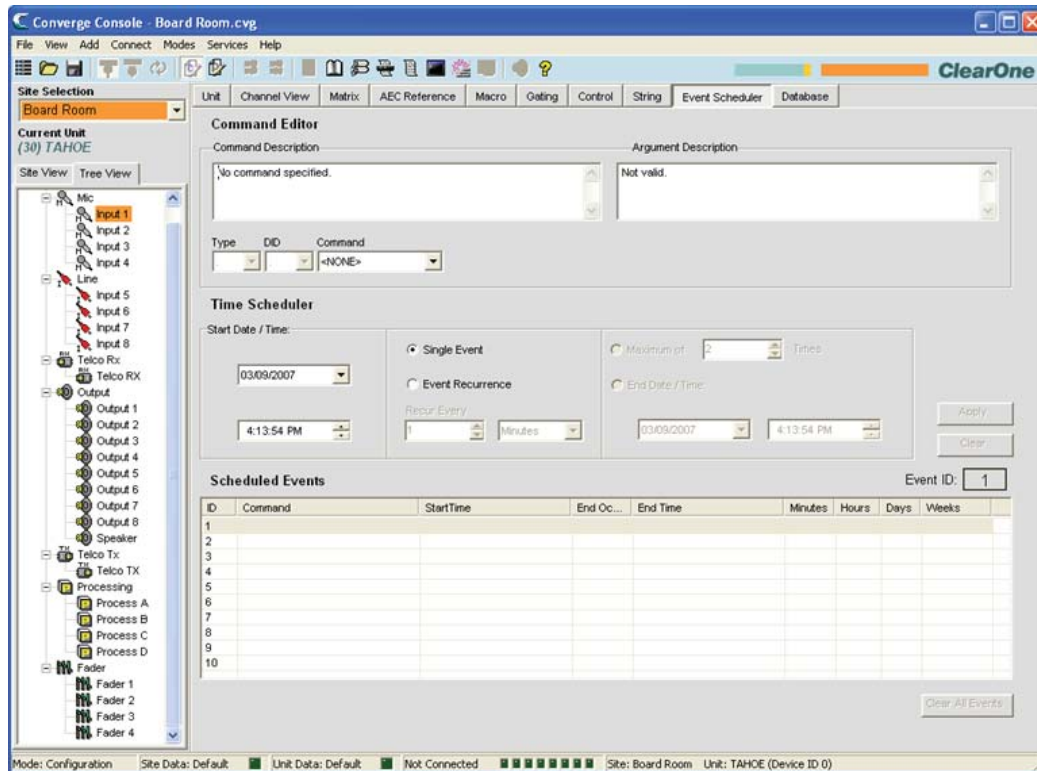 Converge Console - Board Room.cvg
File View Add Connect Modes Services Help
ClearOne
Site Selection
Board Room
Current Unit
(30) TAHOE
Site View Tree View
Mic
Input 1
Input 2
Input 3
Input 4
Line
Input 5
Input 6
Input 7
Input 8
Telco Rx
Telco RX
Output
Output 1
Output 2
Output 3
Output 4
Output 5
Output 6
Output 7
Output 8
Speaker
Telco Tx
Telco TX
Processing
Process A
Process B
Process C
Process D
Fader
Fader 1
Fader 2
Fader 3
Fader 4
Unit Channel View Matrix AEC Reference Macro Gating Control String Event Scheduler Database
Command Editor
Command Description Argument Description
No command specified. Not valid.
Type DID Command
<NONE>
Time Scheduler
Start Date / Time:
03/09/2007
4:13:54 PM
Single Event
Event Recurrence
Recur Every
1 Minutes
Maximum of 2 Times
End Date / Time:
03/09/2007 4:13:54 PM
Apply
Clear
Scheduled Events Event ID: 1
ID Command StartTime End Oc... End Time Minutes Hours Days Weeks
1
2
3
4
5
6
7
8
9
10
Clear All Events
Mode: Configuration Site Data: Default Unit Data: Default Not Connected Site: Board Room Unit: TAHOE (Device ID 0)